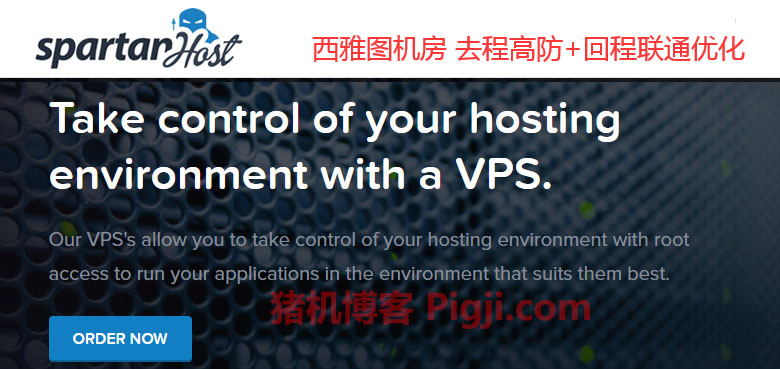 spartan Host
西雅图机房 去程高防+回程联通优化
Take control of your hosting
environment with a VPS.
Our VPS's allow you to take control of your hosting environment with root
access to run your applications in the environment that suits them best.
猪机博客 Pigji.com
ORDER NOW